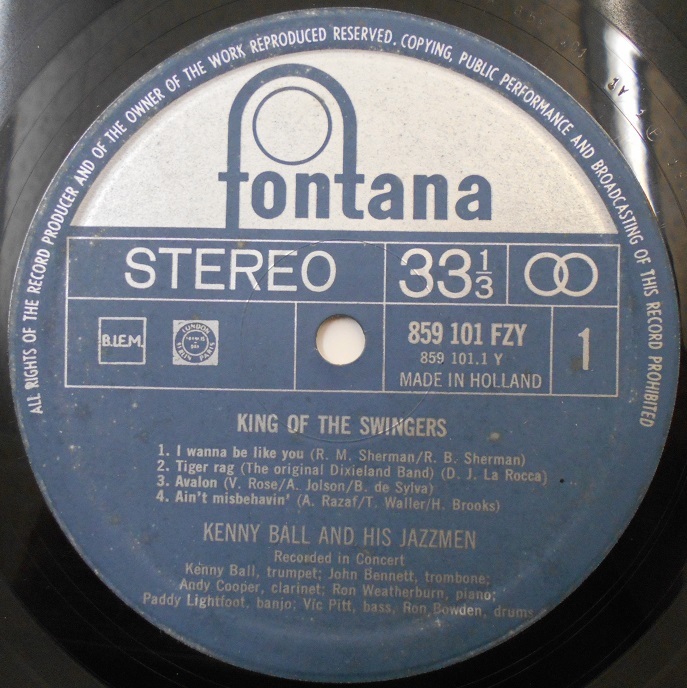 ALL RIGHTS OF THE RECORD PRODUCER AND OF THE OWNER OF THE WORK REPRODUCED RESERVED. COPYING, PUBLIC PERFORMANCE AND BROADCASTING OF THIS RECORD PROHIBITED
fontana
STEREO 33 1/3
B.I.E.M. LONDON BERLIN PARIS
859 101 FZY
859 101.1 Y
MADE IN HOLLAND
1
KING OF THE SWINGERS
1. I wanna be like you (R. M. Sherman/R. B. Sherman)
2. Tiger rag (The original Dixieland Band) (D. J. La Rocca)
3. Avalon (V. Rose/A. Jolson/B. de Sylva)
4. Ain't misbehavin' (A. Razaf/T. Waller/H. Brooks)
KENNY BALL AND HIS JAZZMEN
Recorded in Concert
Kenny Ball, trumpet; John Bennett, trombone;
Andy Cooper, clarinet; Ron Weatherburn, piano;
Paddy Lightfoot, banjo; Vic Pitt, bass, Ron Bowden, drums